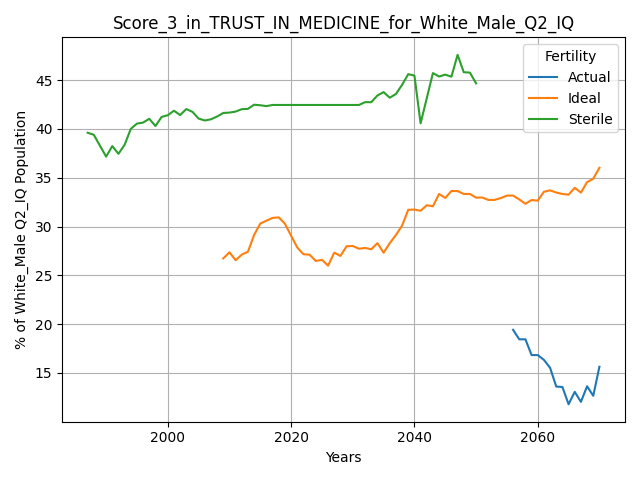 Score_3_in_TRUST_IN_MEDICINE_for_White_Male_Q2_IQ
Fertility
Actual
Ideal
Sterile
% of White_Male Q2_IQ Population
45
40
35
30
25
20
15
2000
2020
2040
2060
Years